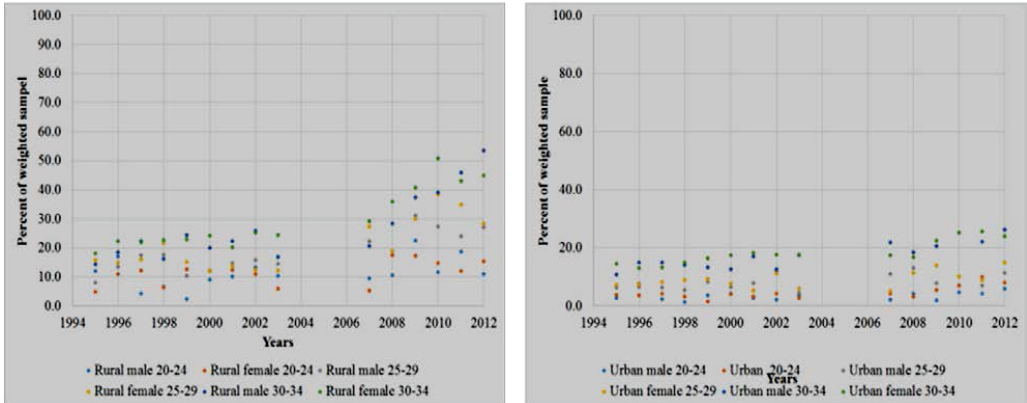 100.0
90.0
80.0
70.0
60.0
50.0
40.0
30.0
20.0
10.0
0.0
Percent of weighted sampel
1994 1996 1998 2000 2002 2004 2006 2008 2010 2012
Years
Rural male 20-24 Rural female 20-24 Rural male 25-29
Rural female 25-29 Rural male 30-34 Rural female 30-34
100.0
80.0
60.0
40.0
20.0
0.0
Percent of weighted sample
1994 1996 1998 2000 2002 2004 2006 2008 2010 2012
Urban male 20-24 Urban 20-24 Urban male 25-29
Years
Urban female 25-29 Urban male 30-34 Urban female 30-34